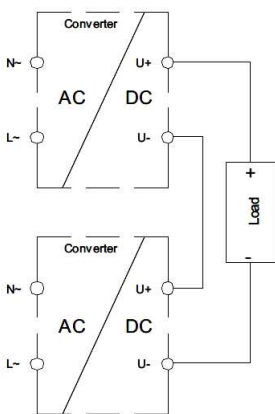 Converter
N~ U+
AC DC
L~ U-
+
Load
-
Converter
N~ U+
AC DC
L~ U-